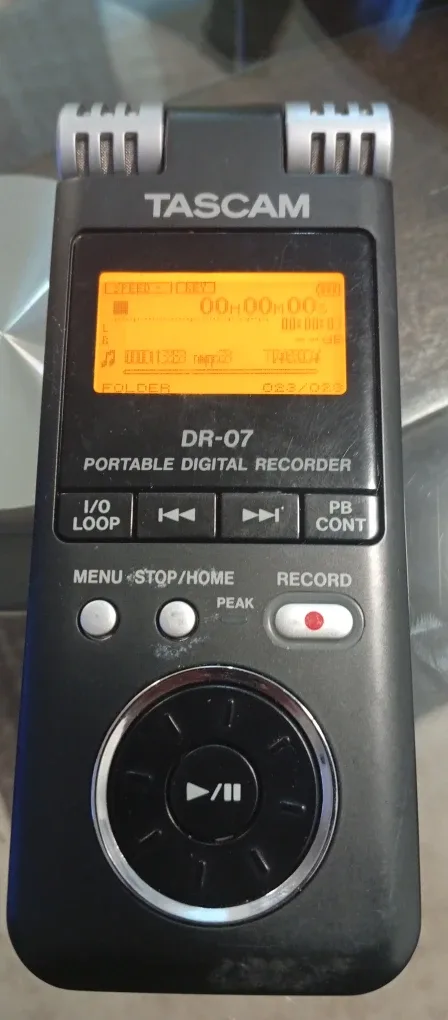 TASCAM
00H00M00S
L
R
FOLDER 023/023
DR-07
PORTABLE DIGITAL RECORDER
I/O LOOP
PB CONT
MENU STOP/HOME RECORD
PEAK